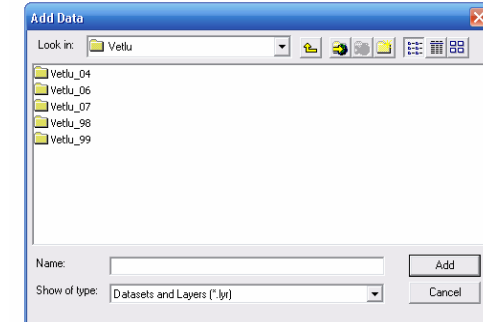 Add Data
Look in: Vetlu
Vetlu_04
Vetlu_06
Vetlu_07
Vetlu_98
Vetlu_99
Name: Add
Show of type: Datasets and Layers (*.lyr) Cancel